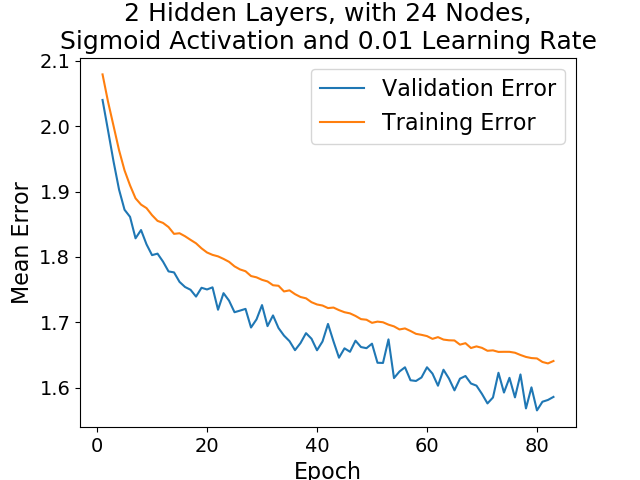 2 Hidden Layers, with 24 Nodes,
Sigmoid Activation and 0.01 Learning Rate
Validation Error
Training Error
Mean Error
2.1
2.0
1.9
1.8
1.7
1.6
0 20 40 60 80
Epoch